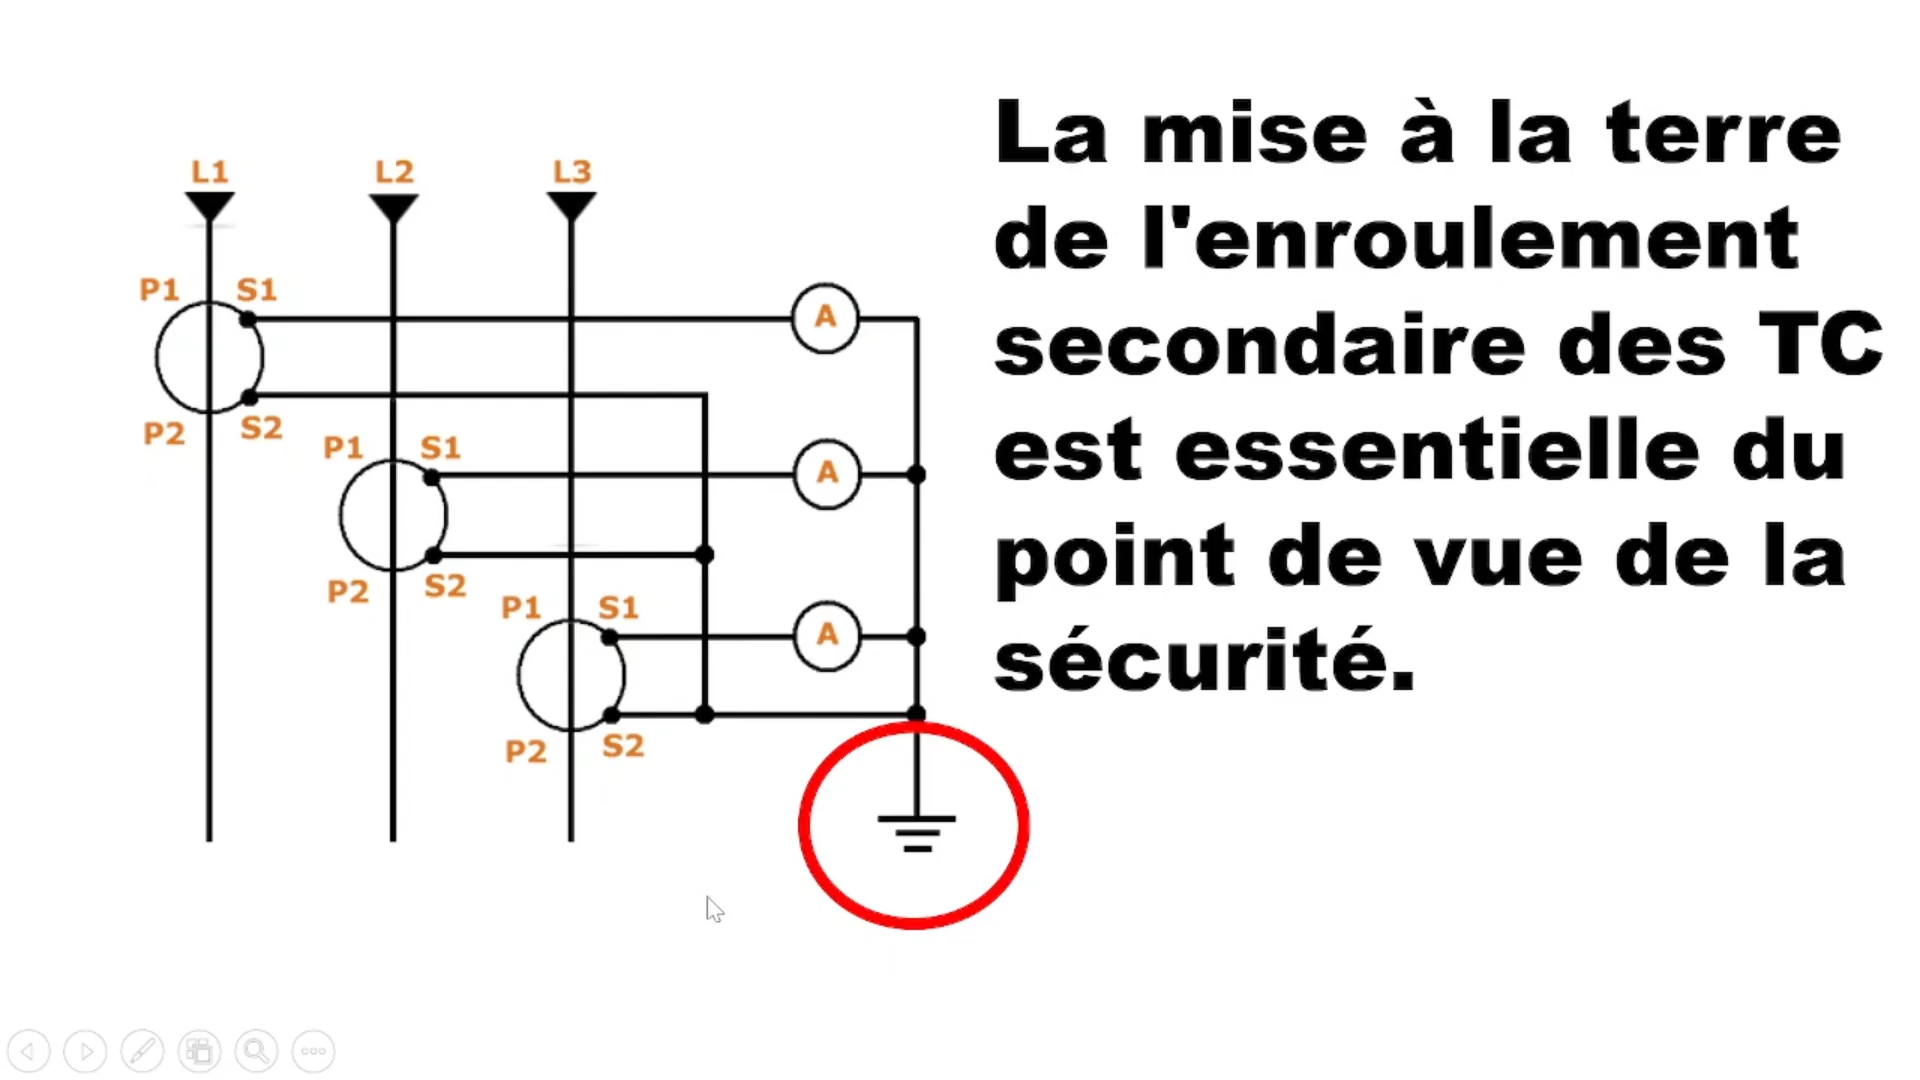 L1 L2 L3
P1 S1
A
P2 S2
P1 S1
A
P2 S2
P1 S1
A
P2 S2
La mise à la terre
de l'enroulement
secondaire des TC
est essentielle du
point de vue de la
sécurité.